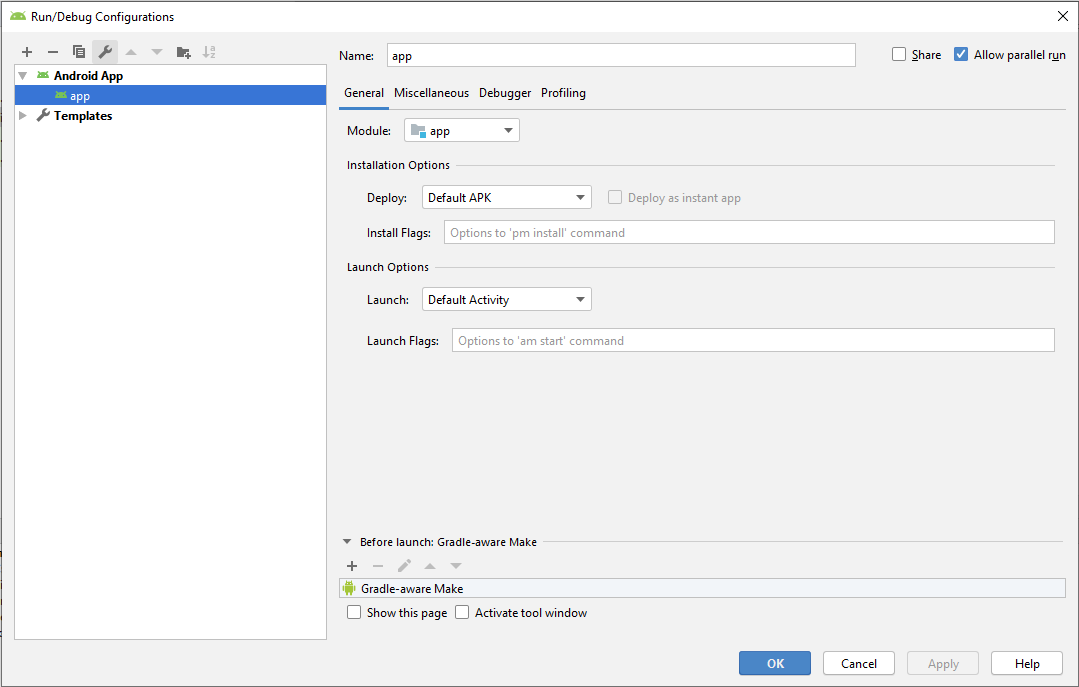 Run/Debug Configurations
Name: app Share Allow parallel run
Android App
app
Templates
General Miscellaneous Debugger Profiling
Module: app
Installation Options
Deploy: Default APK Deploy as instant app
Install Flags: Options to 'pm install' command
Launch Options
Launch: Default Activity
Launch Flags: Options to 'am start' command
Before launch: Gradle-aware Make
Gradle-aware Make
Show this page Activate tool window
OK Cancel Apply Help